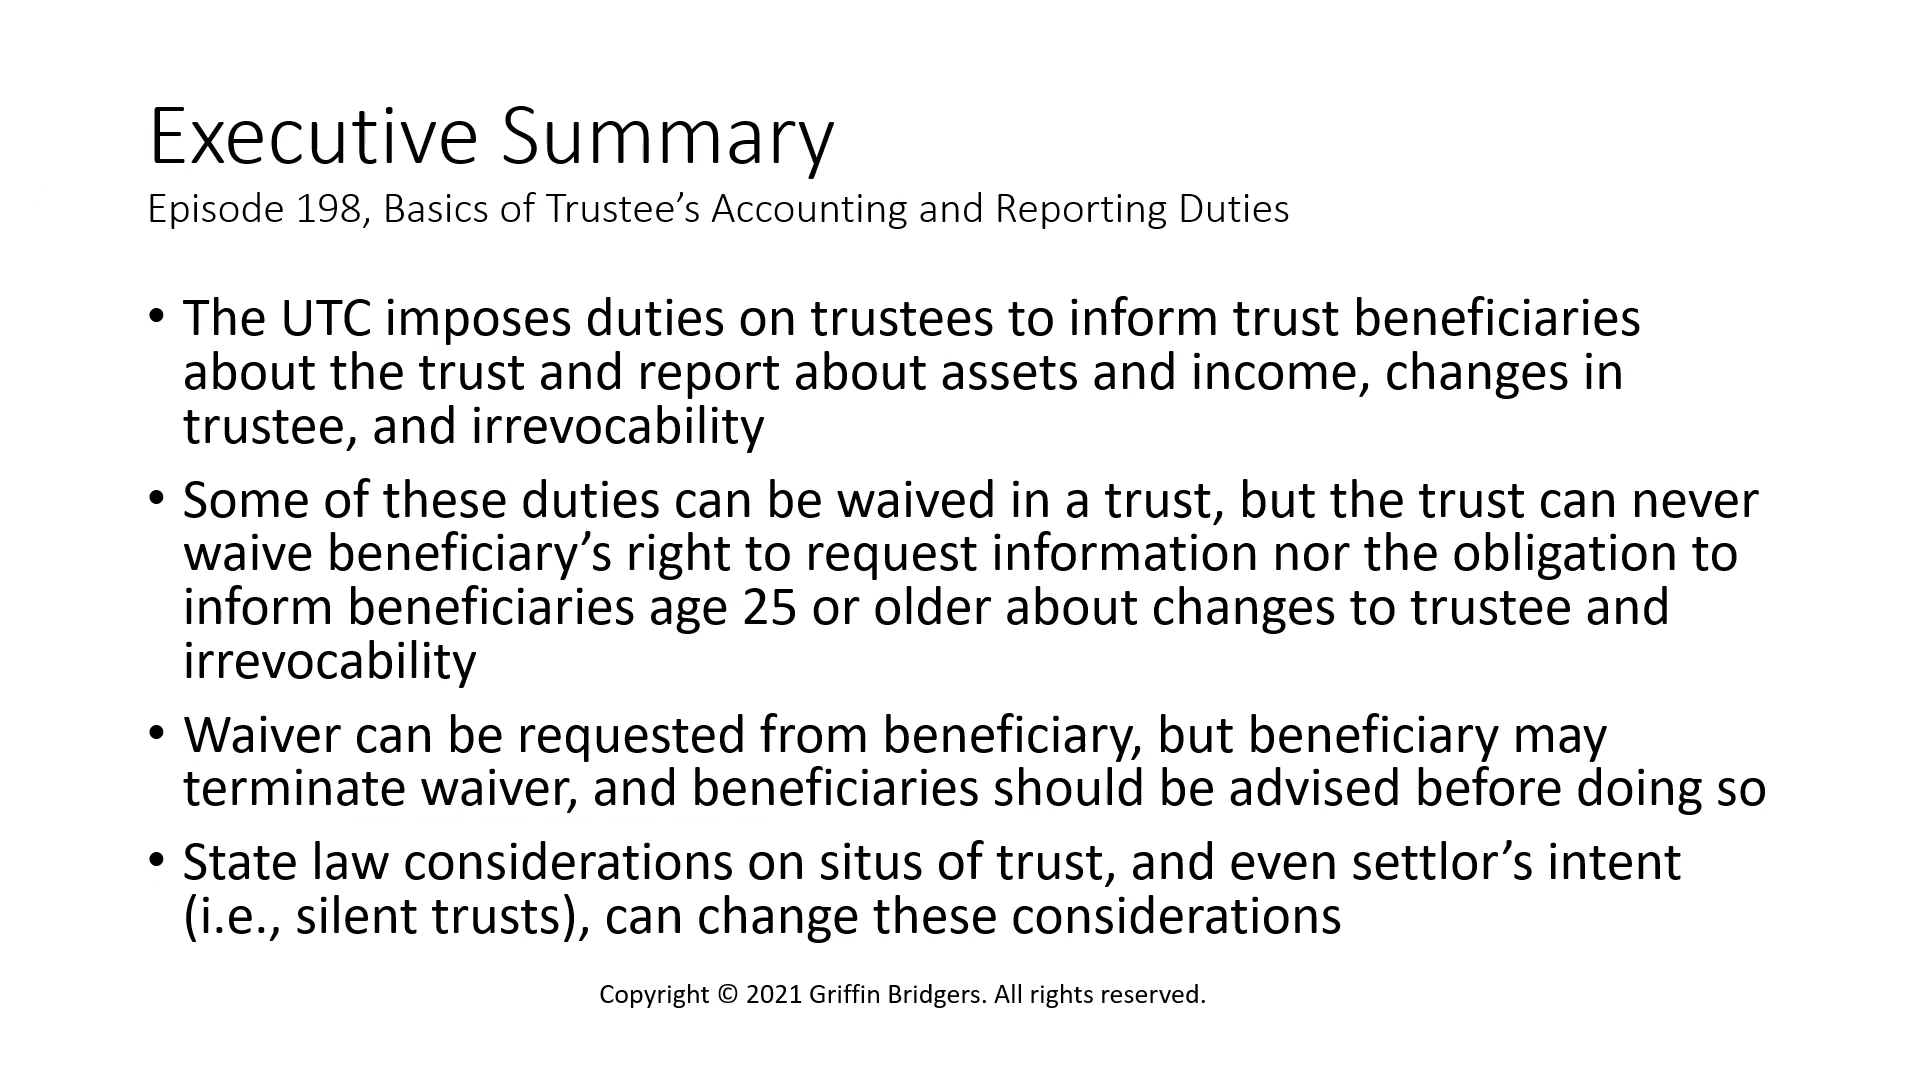 Executive Summary
Episode 198, Basics of Trustee’s Accounting and Reporting Duties
• The UTC imposes duties on trustees to inform trust beneficiaries
about the trust and report about assets and income, changes in
trustee, and irrevocability
• Some of these duties can be waived in a trust, but the trust can never
waive beneficiary’s right to request information nor the obligation to
inform beneficiaries age 25 or older about changes to trustee and
irrevocability
• Waiver can be requested from beneficiary, but beneficiary may
terminate waiver, and beneficiaries should be advised before doing so
• State law considerations on situs of trust, and even settlor’s intent
(i.e., silent trusts), can change these considerations
Copyright © 2021 Griffin Bridgers. All rights reserved.